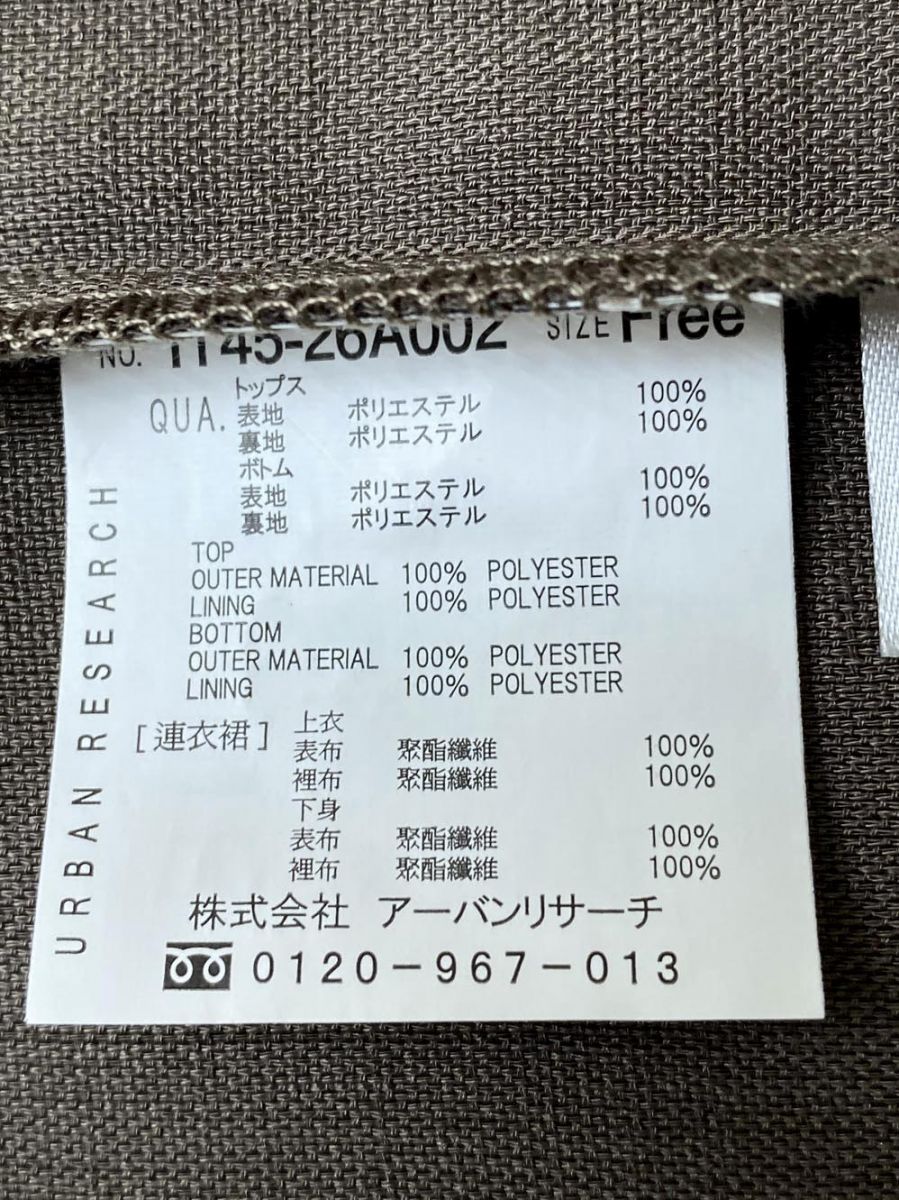 NO. IT45-26A002 SIZE Free
QUA. トップス
表地 ポリエステル 100%
裏地 ポリエステル 100%
ボトム
表地 ポリエステル 100%
裏地 ポリエステル 100%
TOP
OUTER MATERIAL 100% POLYESTER
LINING 100% POLYESTER
BOTTOM
OUTER MATERIAL 100% POLYESTER
LINING 100% POLYESTER
[連衣裙] 上衣
表布 聚酯纖維 100%
裡布 聚酯纖維 100%
下身
表布 聚酯纖維 100%
裡布 聚酯纖維 100%
株式会社 アーバンリサーチ
0120-967-013
URBAN RESEARCH